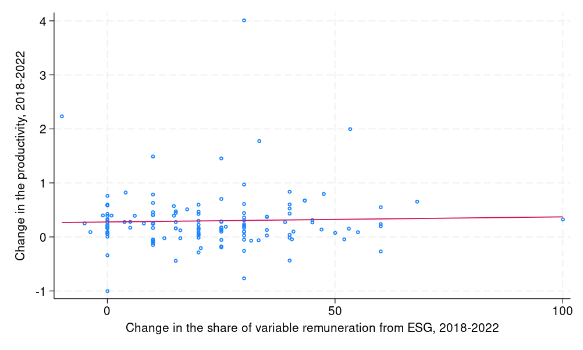 4
3
2
1
0
-1
Change in the productivity, 2018-2022
0 50 100
Change in the share of variable remuneration from ESG, 2018-2022